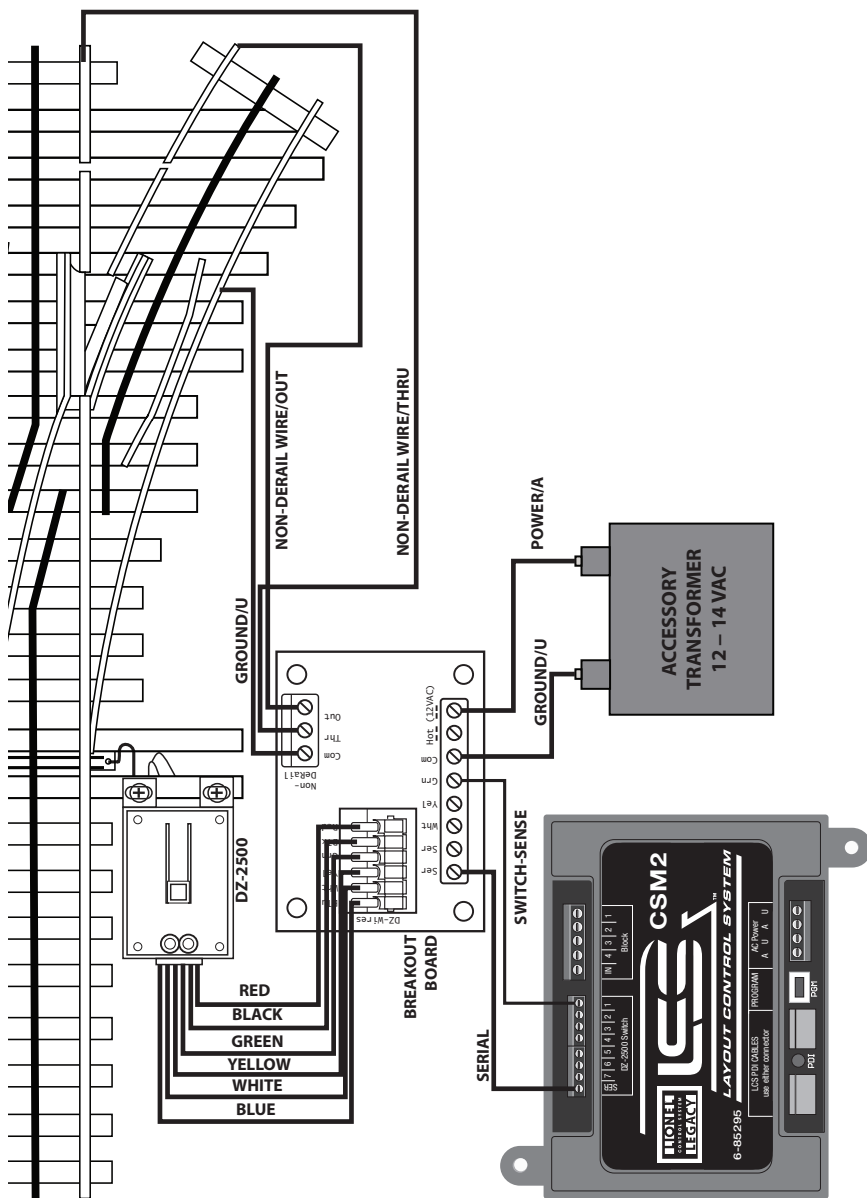 NON-DERAIL WIRE/OUT
NON-DERAIL WIRE/THRU
GROUND/U
POWER/A
GROUND/U
ACCESSORY
TRANSFORMER
12 – 14 VAC
Out
Thr
Com
Non-
DeRail
Hot (12VAC)
Com
Grn
Yel
Wht
Ser
Ser
DZ-Wires
DZ-2500
BREAKOUT
BOARD
SWITCH-SENSE
SERIAL
RED
BLACK
GREEN
YELLOW
WHITE
BLUE
IN 4 3 2 1
Block
SER 7 6 5 4 3 2 1
DZ-2500 Switch
LIONEL
CONTROL SYSTEM
LEGACY
LCS
CSM2
LAYOUT CONTROL SYSTEM™
6-85295
LCS PDI CABLES
use either connector
PROGRAM
AC Power
A U A U
PDI
PGM